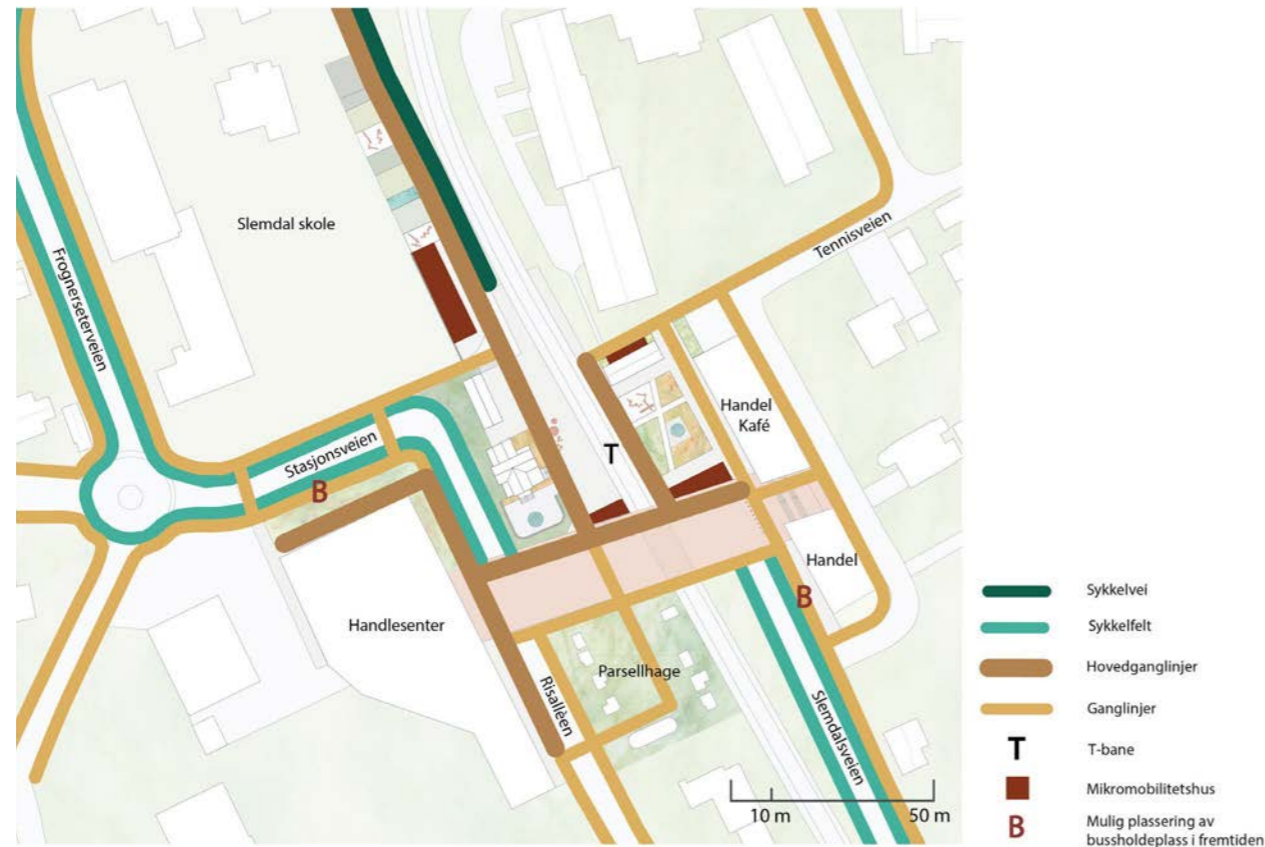 Slemdal skole
Tennisveien
Frognerseterveien
Handel
Kafé
T
Stasjonsveien
B
Handel
B
Handlesenter
Parsellhage
Risallèen
Slemdalsveien
10 m
50 m
Sykkelvei
Sykkelfelt
Hovedganglinjer
Ganglinjer
T
T-bane
Mikromobilitetshus
B
Mulig plassering av
bussholdeplass i fremtiden